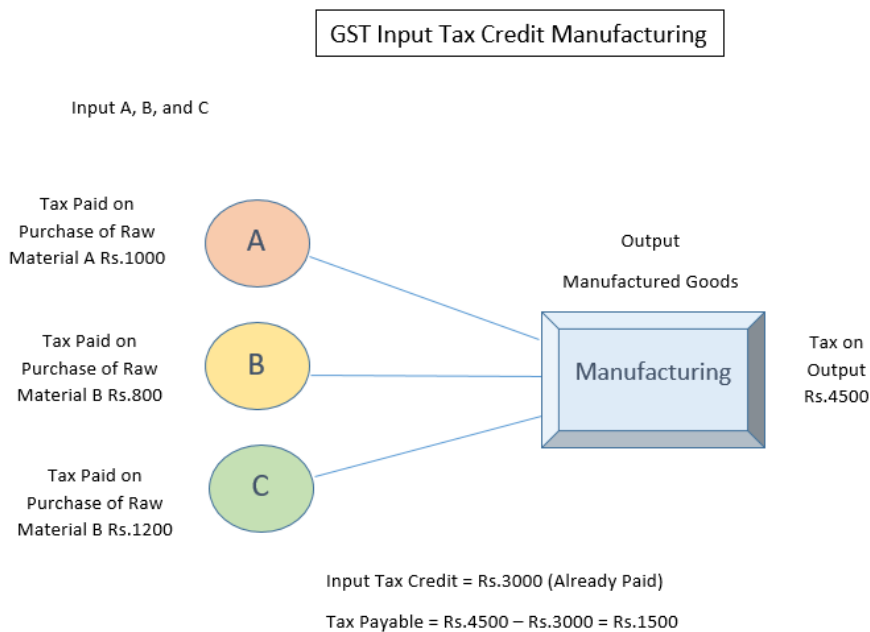 GST Input Tax Credit Manufacturing
Input A, B, and C
Tax Paid on
Purchase of Raw
Material A Rs.1000
A
Tax Paid on
Purchase of Raw
Material B Rs.800
B
Tax Paid on
Purchase of Raw
Material B Rs.1200
C
Output
Manufactured Goods
Manufacturing
Tax on
Output
Rs.4500
Input Tax Credit = Rs.3000 (Already Paid)
Tax Payable = Rs.4500 – Rs.3000 = Rs.1500